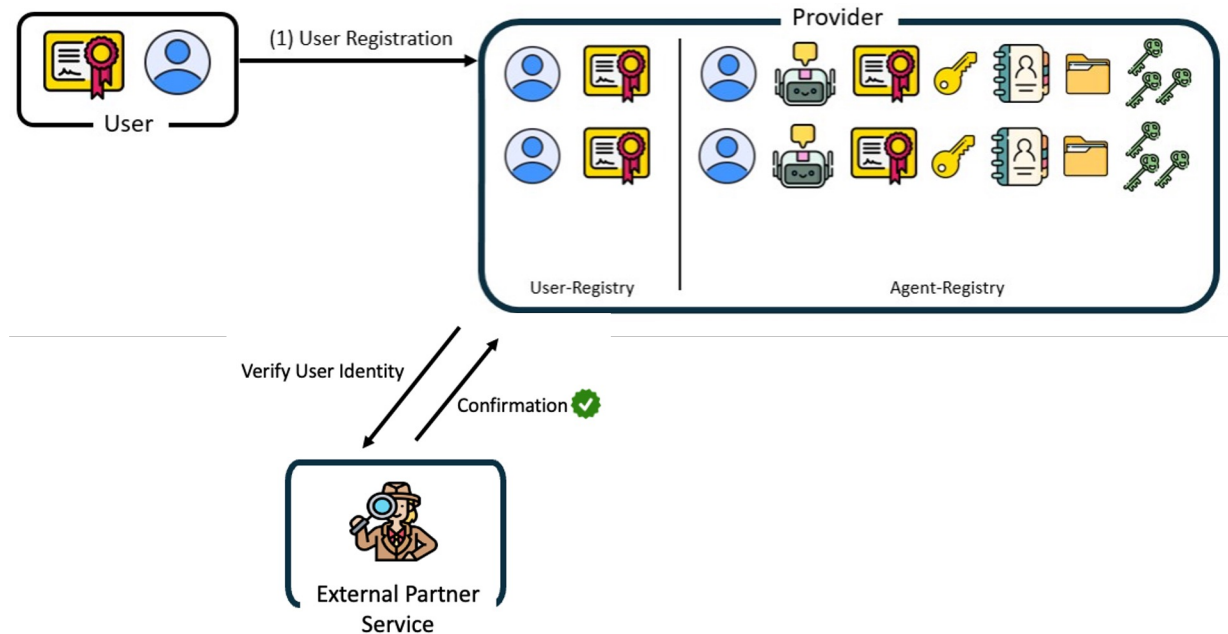 Provider
(1) User Registration
User
User-Registry
Agent-Registry
Verify User Identity
Confirmation
External Partner
Service